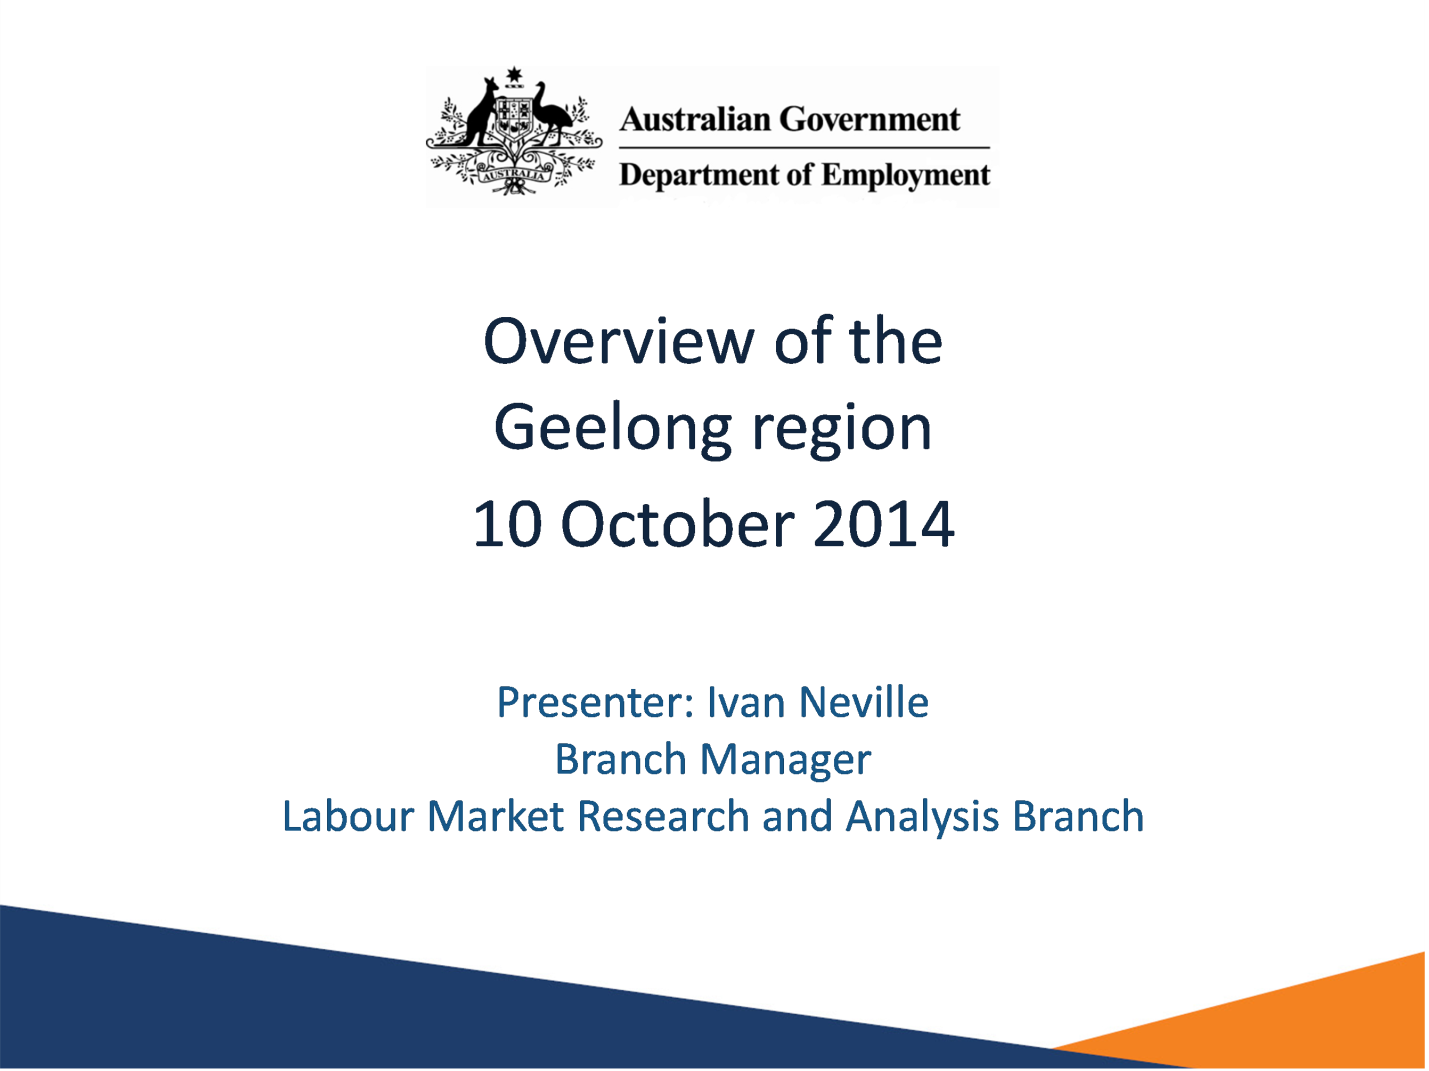 Australian Government
Department of Employment
AUSTRALIA
Overview of the
Geelong region
10 October 2014
Presenter: Ivan Neville
Branch Manager
Labour Market Research and Analysis Branch